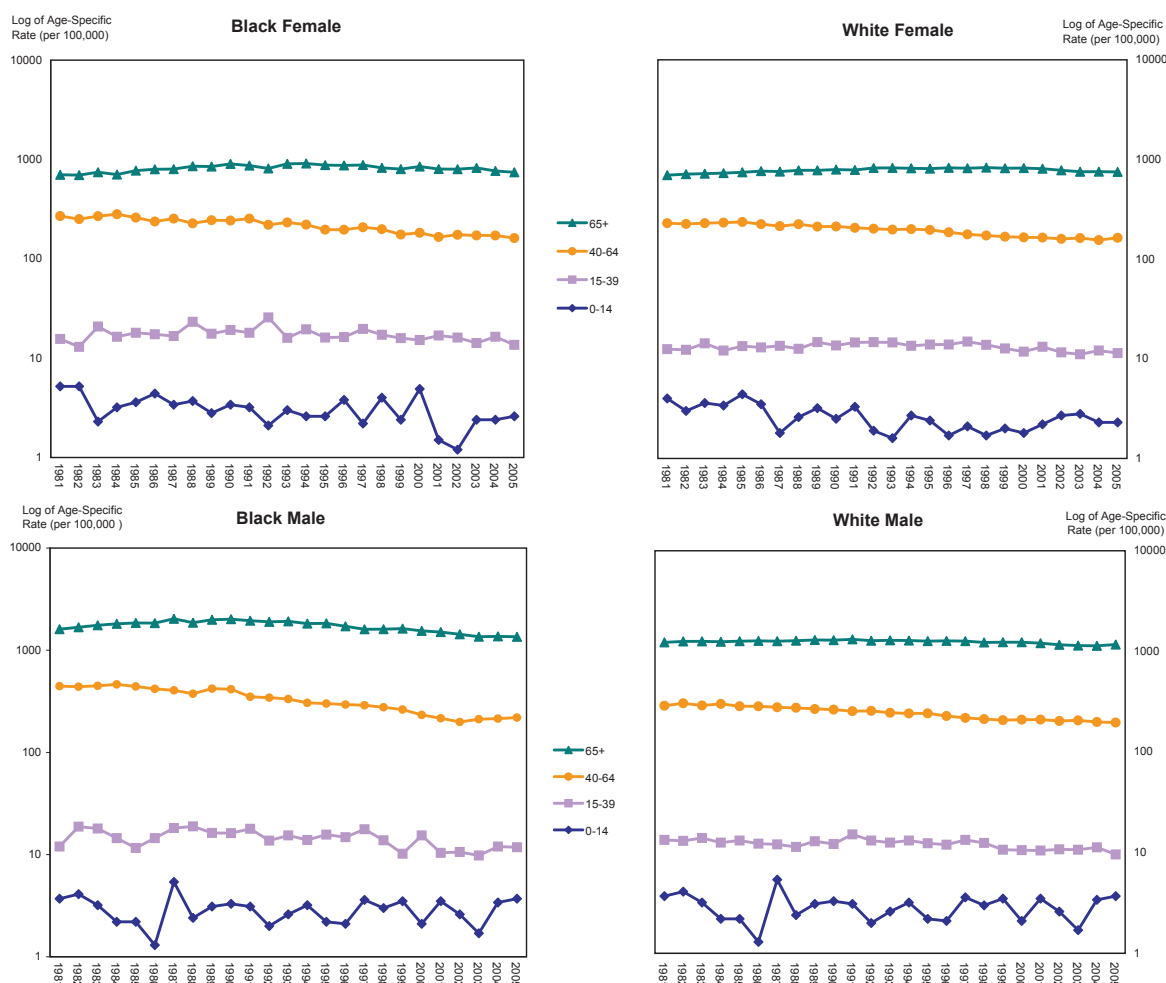 Log of Age-Specific
Rate (per 100,000)
Black Female
10000
1000
100
10
1
1981 1982 1983 1984 1985 1986 1987 1988 1989 1990 1991 1992 1993 1994 1995 1996 1997 1998 1999 2000 2001 2002 2003 2004 2005
65+
40-64
15-39
0-14
White Female
Log of Age-Specific
Rate (per 100,000)
10000
1000
100
10
1
1981 1982 1983 1984 1985 1986 1987 1988 1989 1990 1991 1992 1993 1994 1995 1996 1997 1998 1999 2000 2001 2002 2003 2004 2005
Log of Age-Specific
Rate (per 100,000 )
Black Male
10000
1000
100
10
1
65+
40-64
15-39
0-14
White Male
Log of Age-Specific
Rate (per 100,000)
10000
1000
100
10
1